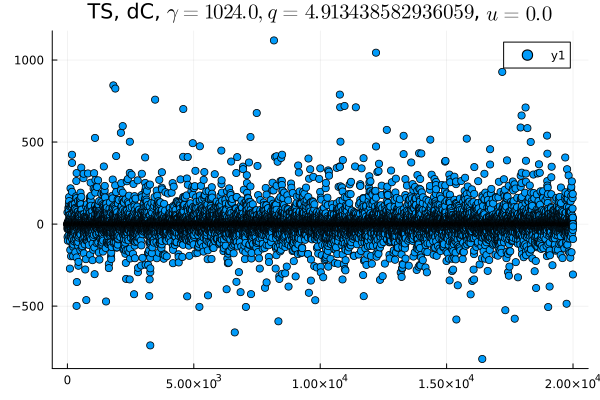 TS, dC, γ = 1024.0, q = 4.913438582936059, u = 0.0
y1
1000
500
0
−500
0 5.00×10³ 1.00×10⁴ 1.50×10⁴ 2.00×10⁴